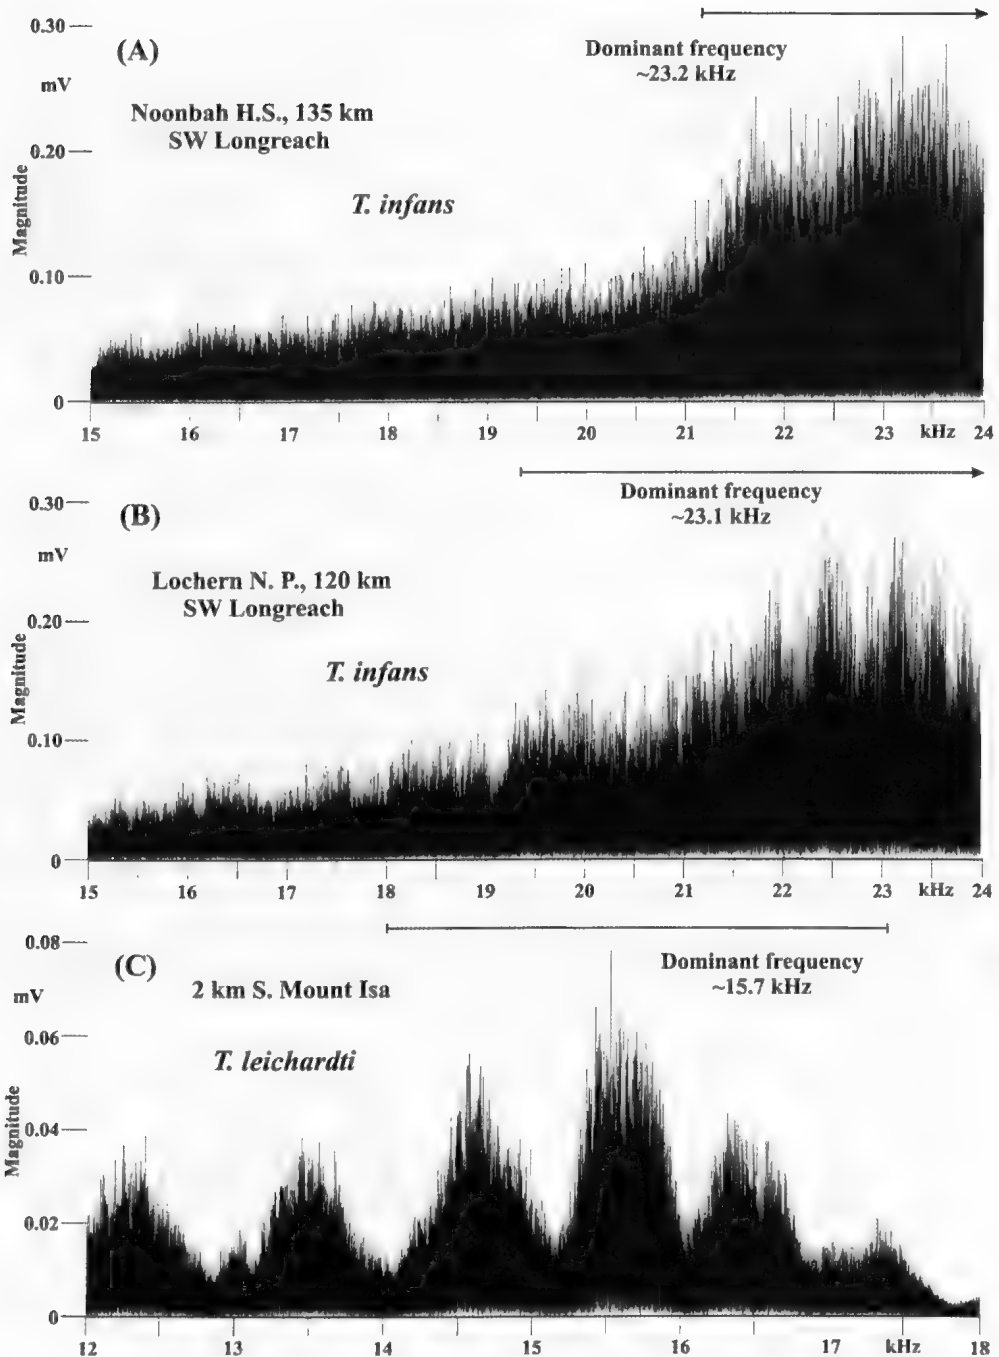 0.30
(A)
Dominant frequency
~23.2 kHz
mV
Noonbah H.S., 135 km
SW Longreach
0.20
T. infans
Magnitude
0.10
0
15 16 17 18 19 20 21 22 23 kHz 24
0.30
(B)
Dominant frequency
~23.1 kHz
mV
Lochern N. P., 120 km
SW Longreach
0.20
T. infans
Magnitude
0.10
0
15 16 17 18 19 20 21 22 23 kHz 24
0.08
(C)
Dominant frequency
~15.7 kHz
mV
2 km S. Mount Isa
0.06
T. leichardti
Magnitude
0.04
0.02
0
12 13 14 15 16 17 kHz 18